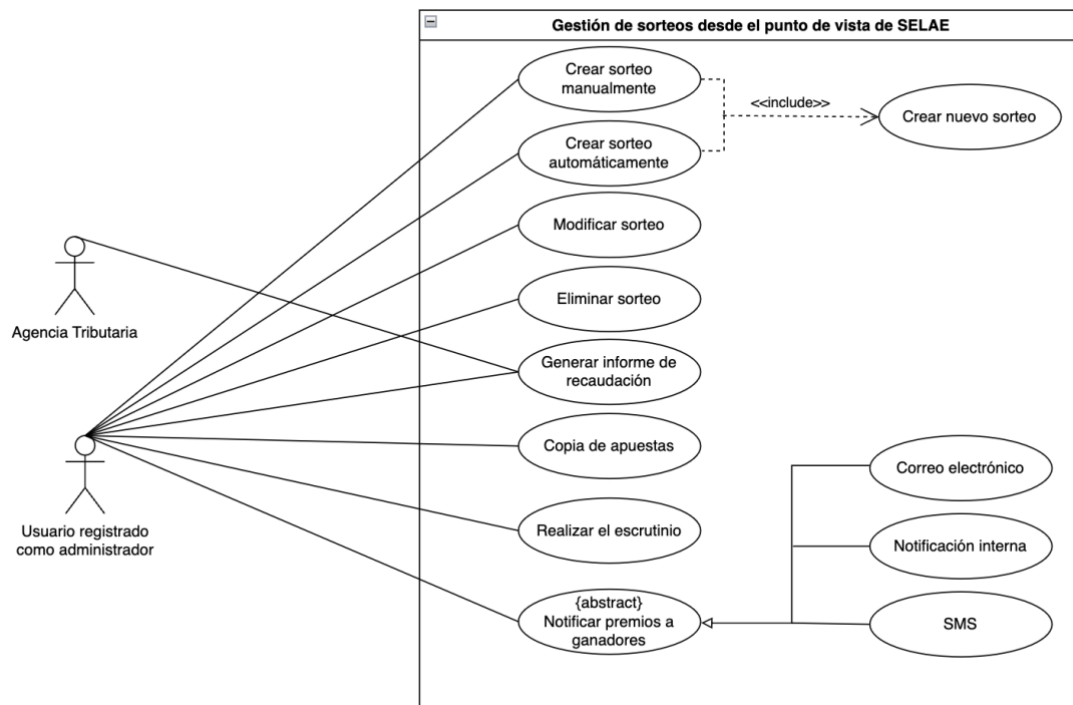 Gestión de sorteos desde el punto de vista de SELAE
Crear sorteo
manualmente
<<include>>
Crear nuevo sorteo
Crear sorteo
automáticamente
Modificar sorteo
Agencia Tributaria
Eliminar sorteo
Generar informe de
recaudación
Copia de apuestas
Correo electrónico
Usuario registrado
como administrador
Realizar el escrutinio
Notificación interna
{abstract}
Notificar premios a
ganadores
SMS